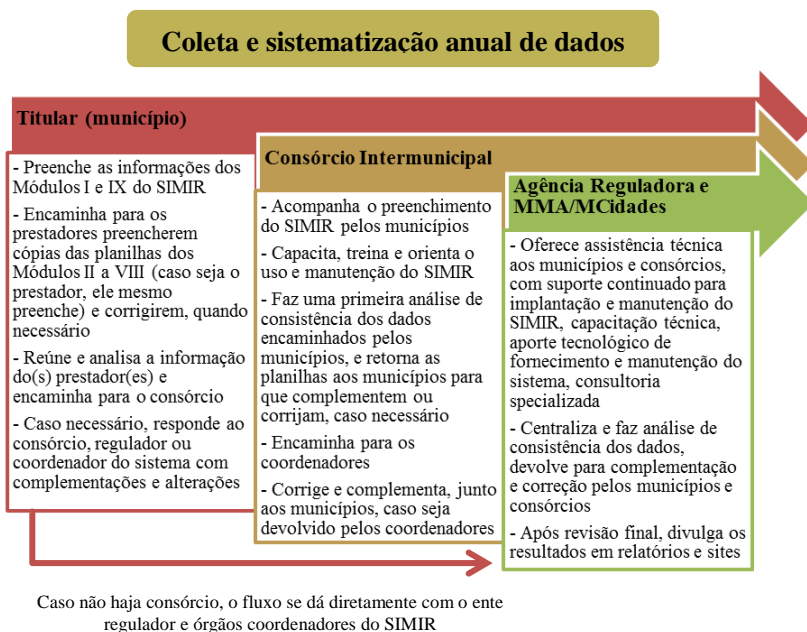 Coleta e sistematização anual de dados
Titular (município)
- Preenche as informações dos
Módulos I e IX do SIMIR
- Encaminha para os
prestadores preencherem
cópias das planilhas dos
Módulos II a VIII (caso seja o
prestador, ele mesmo
preenche) e corrigirem, quando
necessário
- Reúne e analisa a informação
do(s) prestador(es) e
encaminha para o consórcio
- Caso necessário, responde ao
consórcio, regulador ou
coordenador do sistema com
complementações e alterações
Consórcio Intermunicipal
- Acompanha o preenchimento
do SIMIR pelos municípios
- Capacita, treina e orienta o
uso e manutenção do SIMIR
- Faz uma primeira análise de
consistência dos dados
encaminhados pelos
municípios, e retorna as
planilhas aos municípios para
que complementem ou
corrijam, caso necessário
- Encaminha para os
coordenadores
- Corrige e complementa, junto
aos municípios, caso seja
devolvido pelos coordenadores
Agência Reguladora e
MMA/MCidades
- Oferece assistência técnica
aos municípios e consórcios,
com suporte continuado para
implantação e manutenção do
SIMIR, capacitação técnica,
aporte tecnológico de
fornecimento e manutenção do
sistema, consultoria
especializada
- Centraliza e faz análise de
consistência dos dados,
devolve para complementação
e correção pelos municípios e
consórcios
- Após revisão final, divulga os
resultados em relatórios e sites
Caso não haja consórcio, o fluxo se dá diretamente com o ente
regulador e órgãos coordenadores do SIMIR